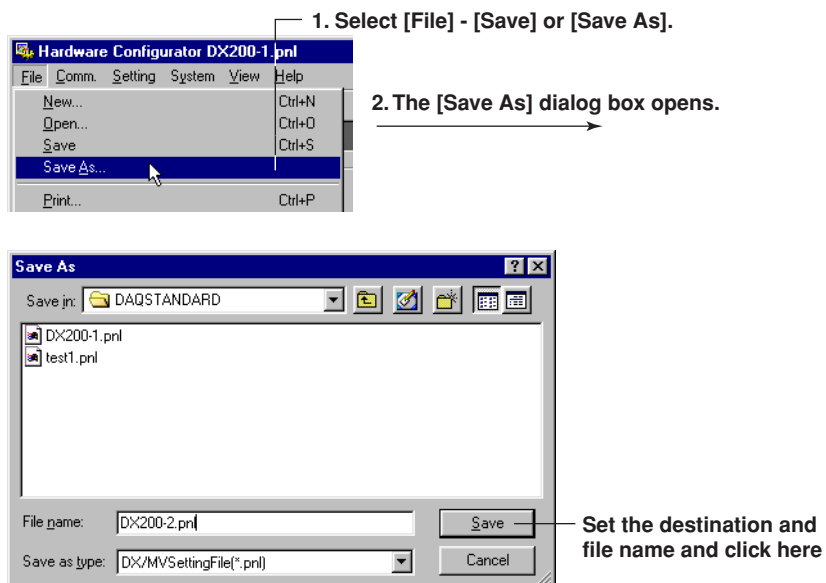 1. Select [File] - [Save] or [Save As].
Hardware Configurator DX200-1.pnl
File Comm. Setting System View Help
New... Ctrl+N
Open... Ctrl+O
Save Ctrl+S
Save As...
Print... Ctrl+P
2. The [Save As] dialog box opens.
Save As
Save in: DAQSTANDARD
DX200-1.pnl
test1.pnl
File name: DX200-2.pnl Save
Save as type: DX/MVSettingFile(*.pnl) Cancel
Set the destination and
file name and click here